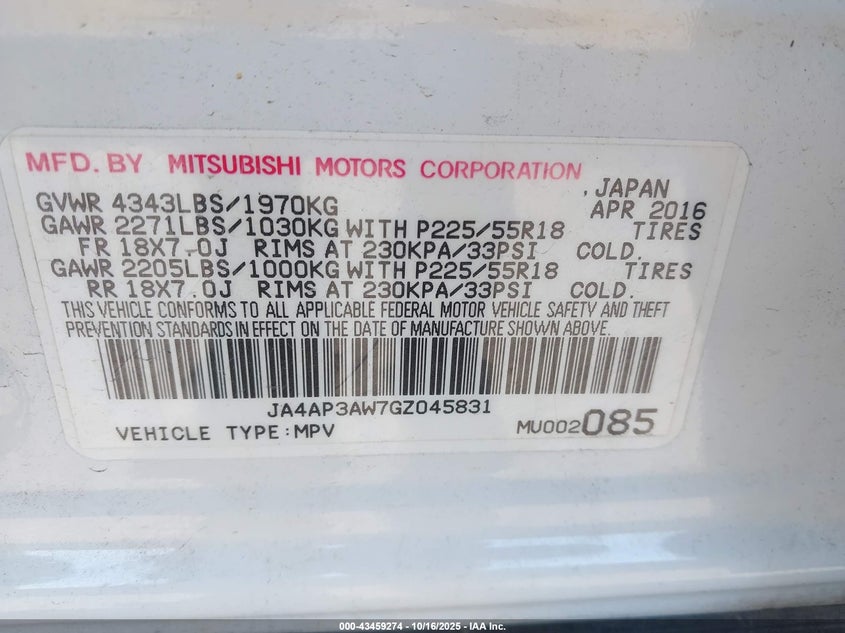 MFD. BY MITSUBISHI MOTORS CORPORATION
, JAPAN
GVWR 4343LBS/1970KG APR 2016
GAWR 2271LBS/1030KG WITH P225/55R18 TIRES
FR 18X7.0J RIMS AT 230KPA/33PSI COLD.
GAWR 2205LBS/1000KG WITH P225/55R18 TIRES
RR 18X7.0J RIMS AT 230KPA/33PSI COLD.
THIS VEHICLE CONFORMS TO ALL APPLICABLE FEDERAL MOTOR VEHICLE SAFETY AND THEFT
PREVENTION STANDARDS IN EFFECT ON THE DATE OF MANUFACTURE SHOWN ABOVE.
JA4AP3AW7GZ045831
VEHICLE TYPE:MPV MU002085
000-43459274 - 10/16/2025 - IAA Inc.